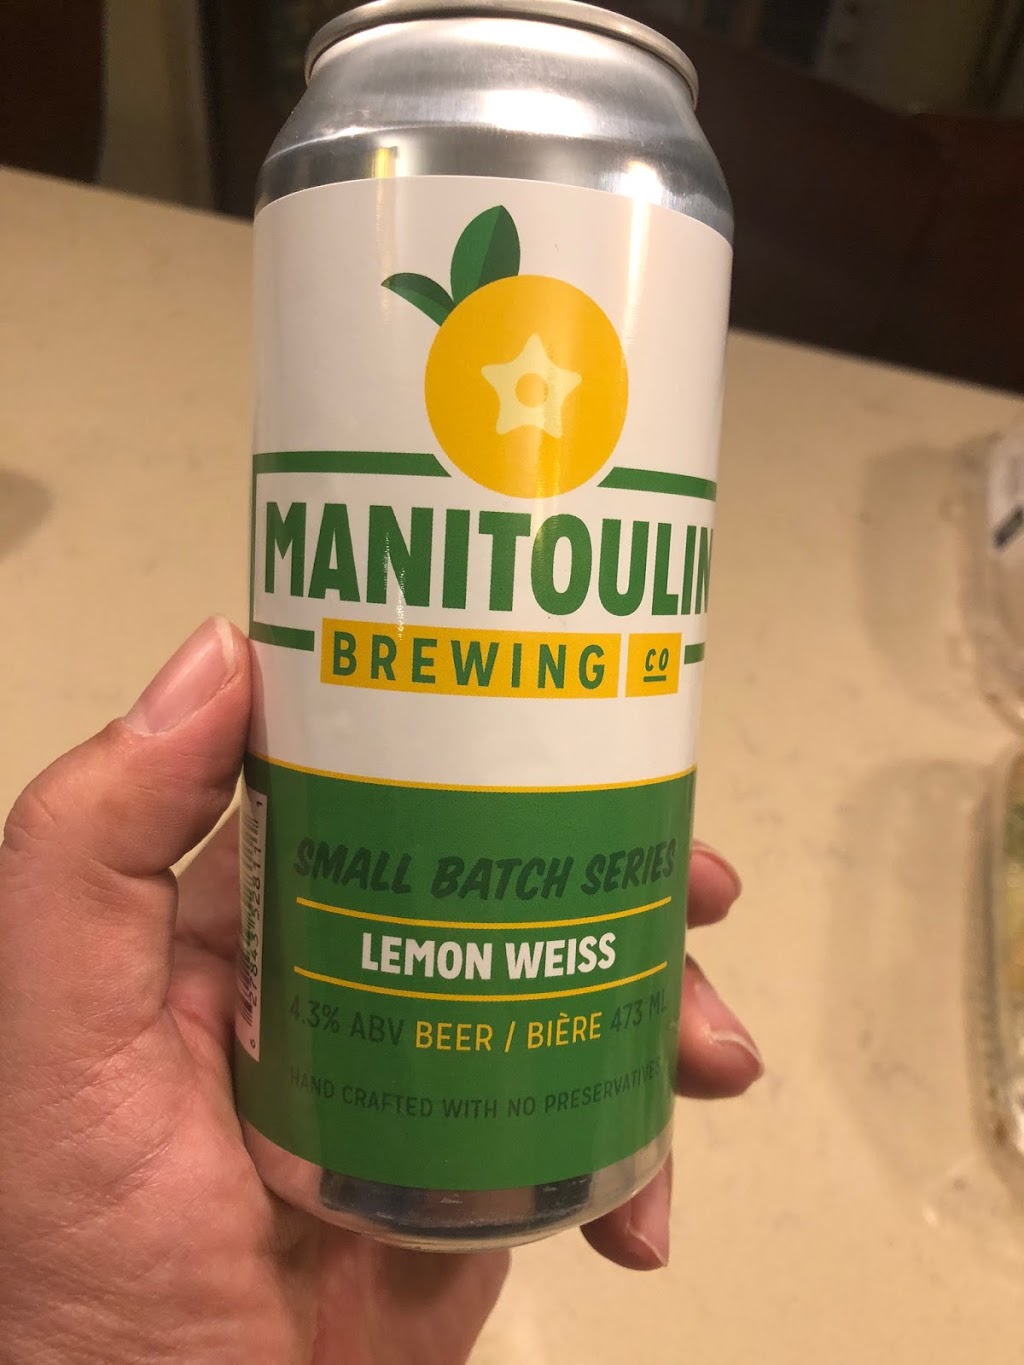 MANITOULIN
BREWING CO
SMALL BATCH SERIES
LEMON WEISS
4.3% ABV BEER / BIÈRE 473 ML
HAND CRAFTED WITH NO PRESERVATIVES